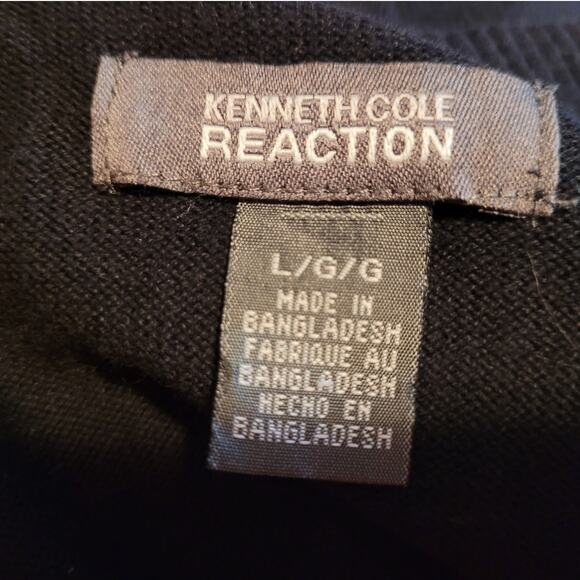 KENNETH COLE
REACTION
L/G/G
MADE IN
BANGLADESH
FABRIQUE AU
BANGLADESH
HECHO EN
BANGLADESH